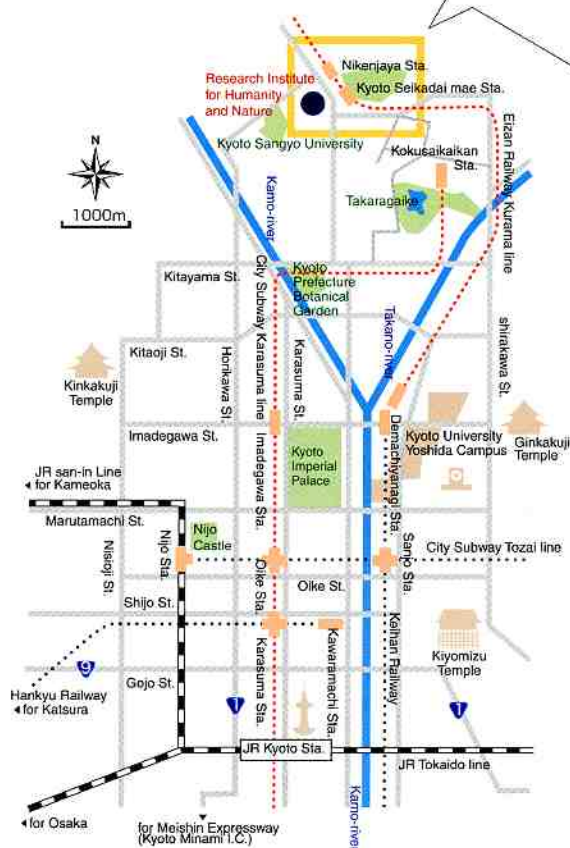 Nikenjaya Sta.
Research Institute
for Humanity
and Nature
Kyoto Seikadai mae Sta.
Kyoto Sangyo University
Kokusaikaikan
Sta.
Eizan Railway Kurama line
N
1000m
Kamo-river
Takaragaike
Kitayama St.
City Subway Karasuma line
Kyoto
Prefecture
Botanical
Garden
Takano-river
shirakawa St.
Kitaoji St.
Horikawa St.
Karasuma St.
Kinkakuji
Temple
Imadegawa St.
Imadegawa Sta.
Kyoto
Imperial
Palace
Demachiyanagi Sta
Kyoto University
Yoshida Campus
Ginkakuji
Temple
JR san-in Line
for Kameoka
Marutamachi St.
Nijo
Castle
Nisioji St.
Nijo Sta.
Oike Sta.
Sanjo Sta.
City Subway Tozai line
Oike St.
Shijo St.
Karasuma Sta.
Kawaramachi Sta.
Keihan Railway
Kiyomizu
Temple
9
Gojo St.
Hankyu Railway
for Katsura
1
1
JR Kyoto Sta.
JR Tokaido line
for Osaka
for Meishin Expressway
(Kyoto Minami I.C.)
Kamo-river